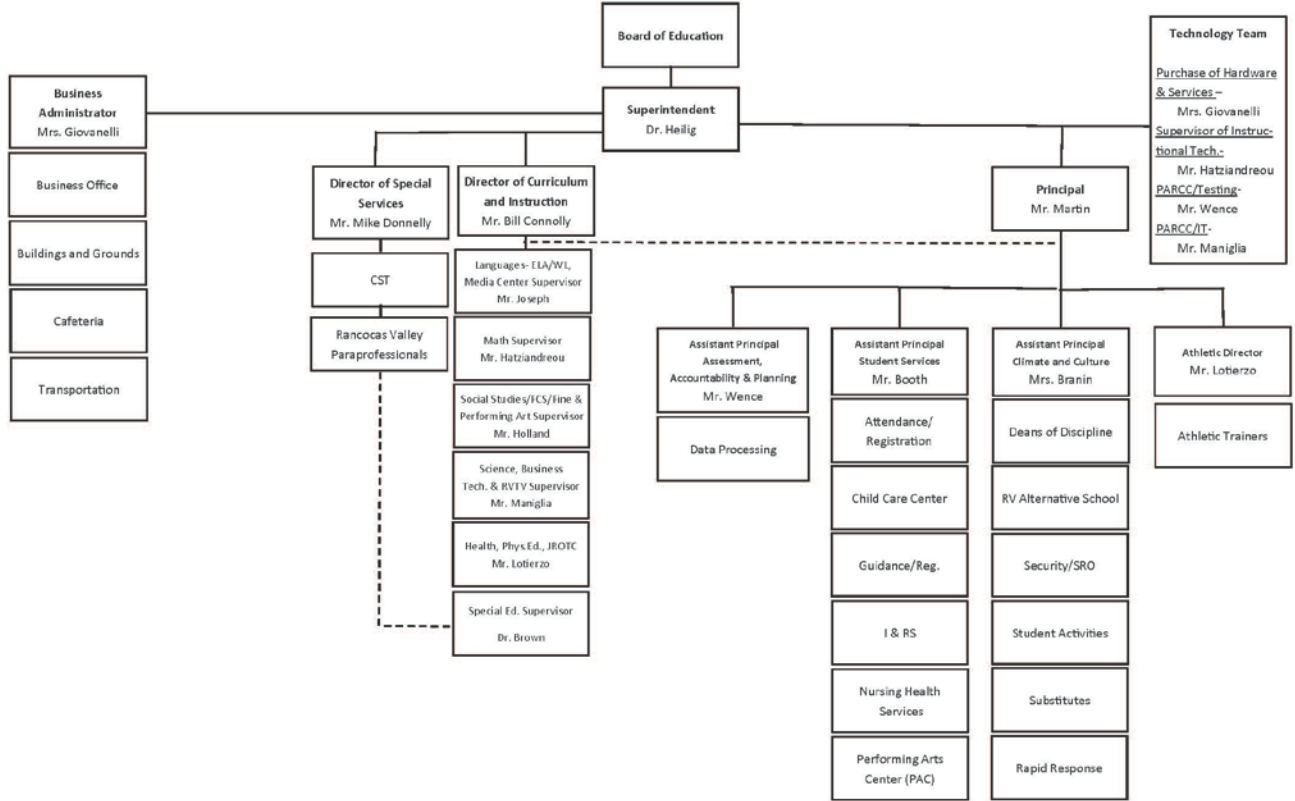 Board of Education
Superintendent
Dr. Heilig
Technology Team
Purchase of Hardware
& Services –
Mrs. Giovanelli
Supervisor of Instruc-
tional Tech.-
Mr. Hatziandreou
PARCC/Testing-
Mr. Wence
PARCC/IT-
Mr. Maniglia
Business
Administrator
Mrs. Giovanelli
Business Office
Buildings and Grounds
Cafeteria
Transportation
Director of Special
Services
Mr. Mike Donnelly
CST
Rancocas Valley
Paraprofessionals
Director of Curriculum
and Instruction
Mr. Bill Connolly
Languages- ELA/WL,
Media Center Supervisor
Mr. Joseph
Math Supervisor
Mr. Hatziandreou
Social Studies/FCS/Fine &
Performing Art Supervisor
Mr. Holland
Science, Business
Tech. & RVTV Supervisor
Mr. Maniglia
Health, Phys.Ed., JROTC
Mr. Lotierzo
Special Ed. Supervisor
Dr. Brown
Principal
Mr. Martin
Assistant Principal
Assessment,
Accountability & Planning
Mr. Wence
Data Processing
Assistant Principal
Student Services
Mr. Booth
Attendance/
Registration
Child Care Center
Guidance/Reg.
I & RS
Nursing Health
Services
Performing Arts
Center (PAC)
Assistant Principal
Climate and Culture
Mrs. Branin
Deans of Discipline
RV Alternative School
Security/SRO
Student Activities
Substitutes
Rapid Response
Athletic Director
Mr. Lotierzo
Athletic Trainers